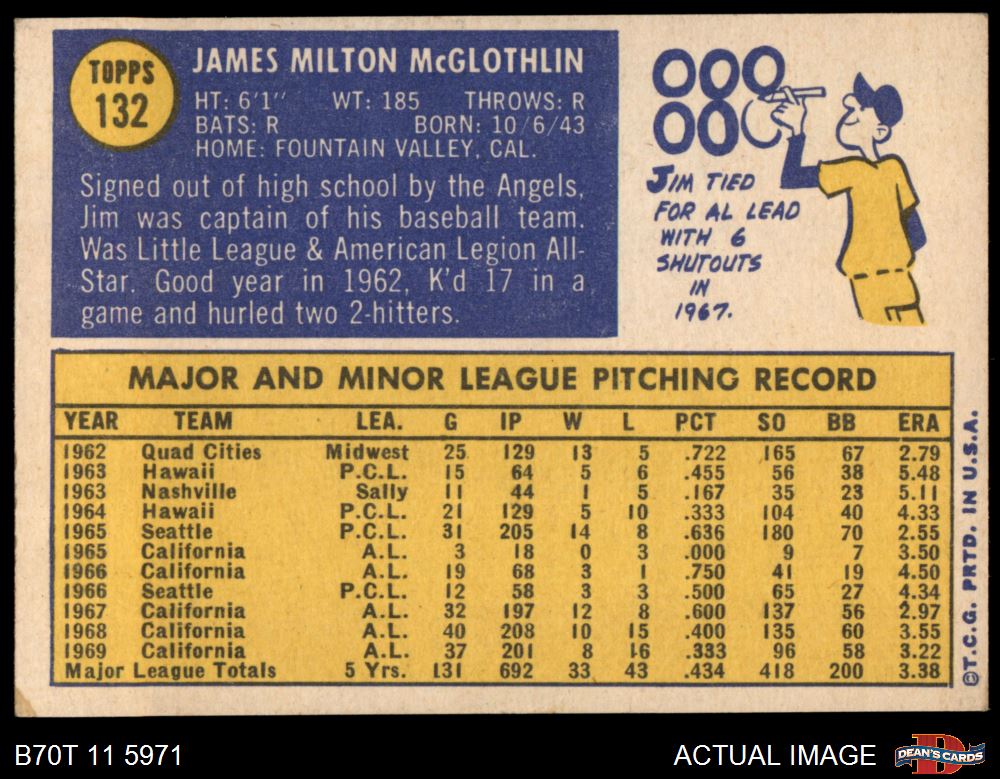 TOPPS
132
JAMES MILTON McGLOTHLIN
HT: 6'1" WT: 185 THROWS: R
BATS: R BORN: 10/6/43
HOME: FOUNTAIN VALLEY, CAL.
Signed out of high school by the Angels,
Jim was captain of his baseball team.
Was Little League & American Legion All-
Star. Good year in 1962, K'd 17 in a
game and hurled two 2-hitters.
000
000
JIM TIED
FOR AL LEAD
WITH 6
SHUTOUTS
IN
1967.
MAJOR AND MINOR LEAGUE PITCHING RECORD
YEAR TEAM LEA. G IP W L PCT SO BB ERA
1962 Quad Cities Midwest 25 129 13 5 .722 165 67 2.79
1963 Hawaii P.C.L. 15 64 5 6 .455 56 38 5.48
1963 Nashville Sally 11 44 1 5 .167 35 23 5.11
1964 Hawaii P.C.L. 21 129 5 10 .333 104 40 4.33
1965 Seattle P.C.L. 31 205 14 8 .636 180 70 2.55
1965 California A.L. 3 18 0 3 .000 9 7 3.50
1966 California A.L. 19 68 3 1 .750 41 19 4.50
1966 Seattle P.C.L. 12 58 3 3 .500 65 27 4.34
1967 California A.L. 32 197 12 8 .600 137 56 2.97
1968 California A.L. 40 208 10 15 .400 135 60 3.55
1969 California A.L. 37 201 8 16 .333 96 58 3.22
Major League Totals 5 Yrs. 131 692 33 43 .434 418 200 3.38
©T.C.G. PRTD. IN U.S.A.
B70T 11 5971
ACTUAL IMAGE
B
DEAN'S CARDS